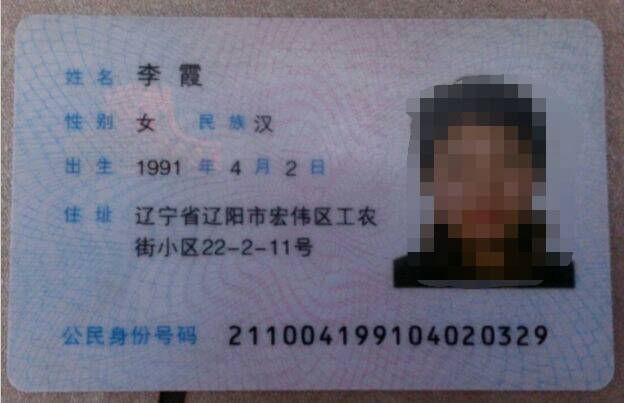 姓名 李霞
性别 女 民族 汉
出生 1991 年 4 月 2 日
住址 辽宁省辽阳市宏伟区工农
街小区22-2-11号
公民身份号码 211004199104020329